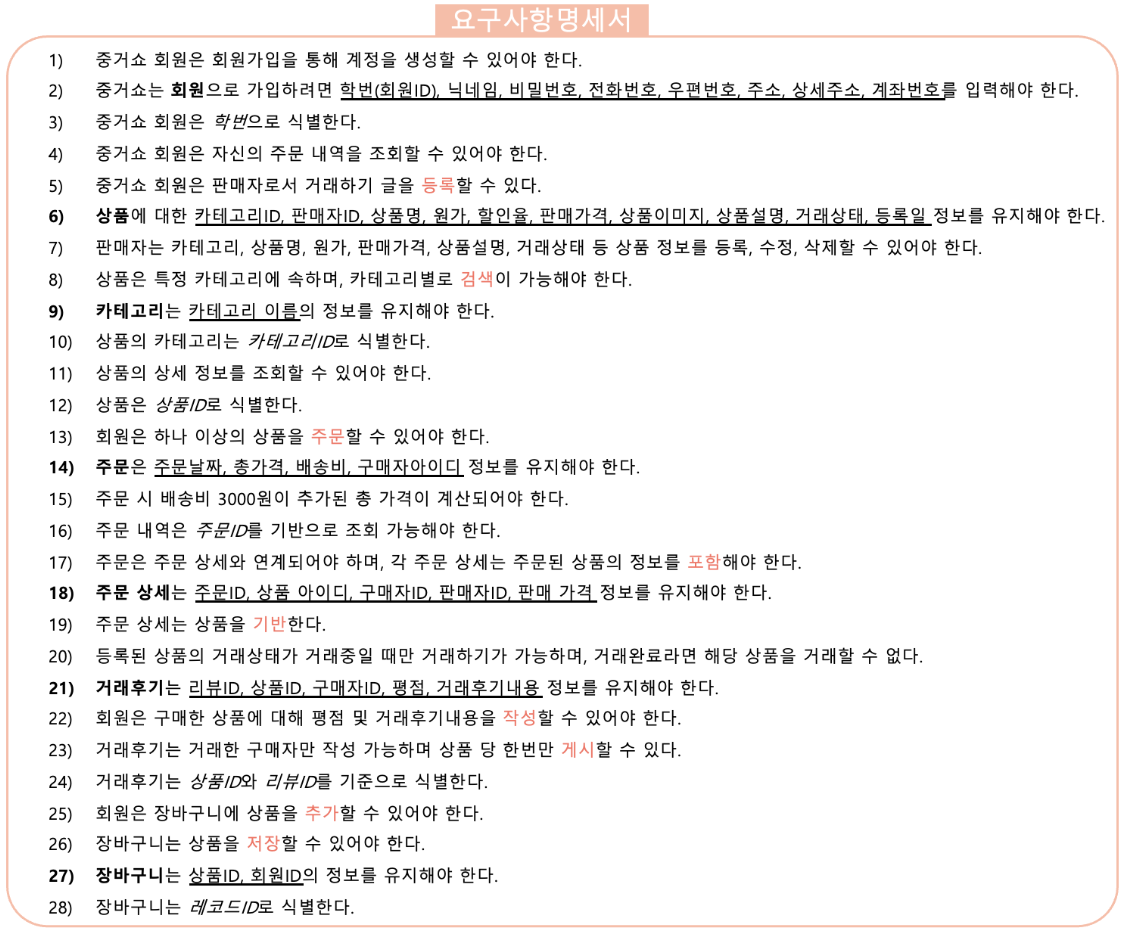 요구사항명세서
1) 중거쇼 회원은 회원가입을 통해 계정을 생성할 수 있어야 한다.
2) 중거쇼는 회원으로 가입하려면 학번(회원ID), 닉네임, 비밀번호, 전화번호, 우편번호, 주소, 상세주소, 계좌번호를 입력해야 한다.
3) 중거쇼 회원은 학번으로 식별한다.
4) 중거쇼 회원은 자신의 주문 내역을 조회할 수 있어야 한다.
5) 중거쇼 회원은 판매자로서 거래하기 글을 등록할 수 있다.
6) 상품에 대한 카테고리ID, 판매자ID, 상품명, 원가, 할인율, 판매가격, 상품이미지, 상품설명, 거래상태, 등록일 정보를 유지해야 한다.
7) 판매자는 카테고리, 상품명, 원가, 판매가격, 상품설명, 거래상태 등 상품 정보를 등록, 수정, 삭제할 수 있어야 한다.
8) 상품은 특정 카테고리에 속하며, 카테고리별로 검색이 가능해야 한다.
9) 카테고리는 카테고리 이름의 정보를 유지해야 한다.
10) 상품의 카테고리는 카테고리ID로 식별한다.
11) 상품의 상세 정보를 조회할 수 있어야 한다.
12) 상품은 상품ID로 식별한다.
13) 회원은 하나 이상의 상품을 주문할 수 있어야 한다.
14) 주문은 주문날짜, 총가격, 배송비, 구매자아이디 정보를 유지해야 한다.
15) 주문 시 배송비 3000원이 추가된 총 가격이 계산되어야 한다.
16) 주문 내역은 주문ID를 기반으로 조회 가능해야 한다.
17) 주문은 주문 상세와 연계되어야 하며, 각 주문 상세는 주문된 상품의 정보를 포함해야 한다.
18) 주문 상세는 주문ID, 상품 아이디, 구매자ID, 판매자ID, 판매 가격 정보를 유지해야 한다.
19) 주문 상세는 상품을 기반한다.
20) 등록된 상품의 거래상태가 거래중일 때만 거래하기가 가능하며, 거래완료라면 해당 상품을 거래할 수 없다.
21) 거래후기는 리뷰ID, 상품ID, 구매자ID, 평점, 거래후기내용 정보를 유지해야 한다.
22) 회원은 구매한 상품에 대해 평점 및 거래후기내용을 작성할 수 있어야 한다.
23) 거래후기는 거래한 구매자만 작성 가능하며 상품 당 한번만 게시할 수 있다.
24) 거래후기는 상품ID와 리뷰ID를 기준으로 식별한다.
25) 회원은 장바구니에 상품을 추가할 수 있어야 한다.
26) 장바구니는 상품을 저장할 수 있어야 한다.
27) 장바구니는 상품ID, 회원ID의 정보를 유지해야 한다.
28) 장바구니는 레코드ID로 식별한다.